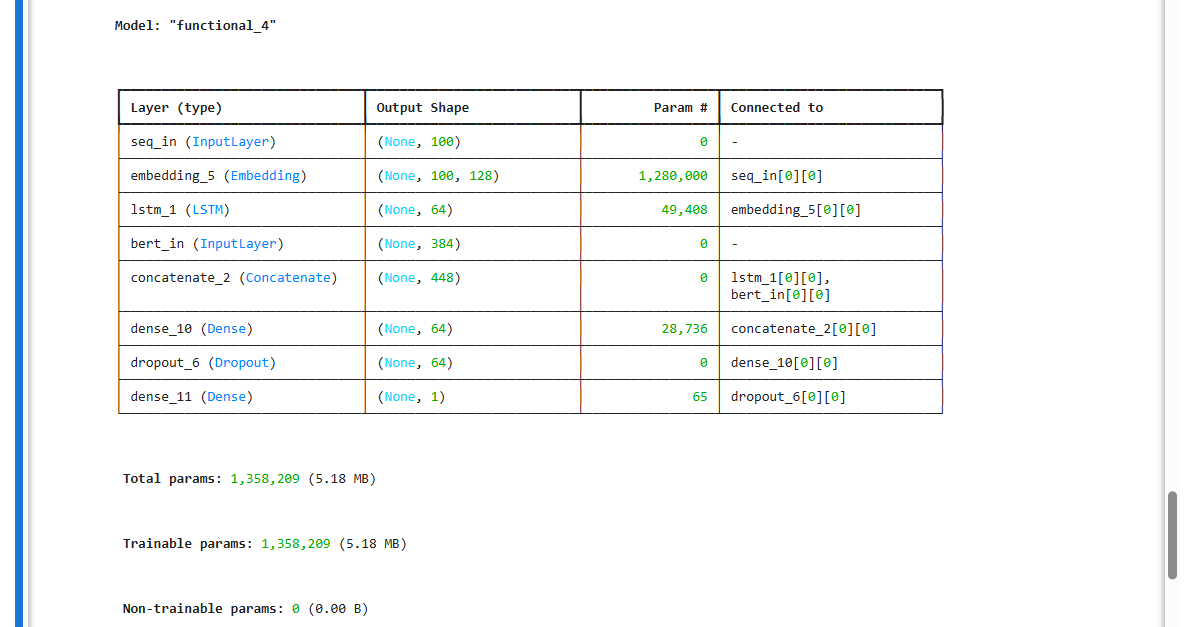 Model: "functional_4"
Layer (type) Output Shape Param # Connected to
seq_in (InputLayer) (None, 100) 0 -
embedding_5 (Embedding) (None, 100, 128) 1,280,000 seq_in[0][0]
lstm_1 (LSTM) (None, 64) 49,408 embedding_5[0][0]
bert_in (InputLayer) (None, 384) 0 -
concatenate_2 (Concatenate) (None, 448) 0 lstm_1[0][0],
bert_in[0][0]
dense_10 (Dense) (None, 64) 28,736 concatenate_2[0][0]
dropout_6 (Dropout) (None, 64) 0 dense_10[0][0]
dense_11 (Dense) (None, 1) 65 dropout_6[0][0]
Total params: 1,358,209 (5.18 MB)
Trainable params: 1,358,209 (5.18 MB)
Non-trainable params: 0 (0.00 B)